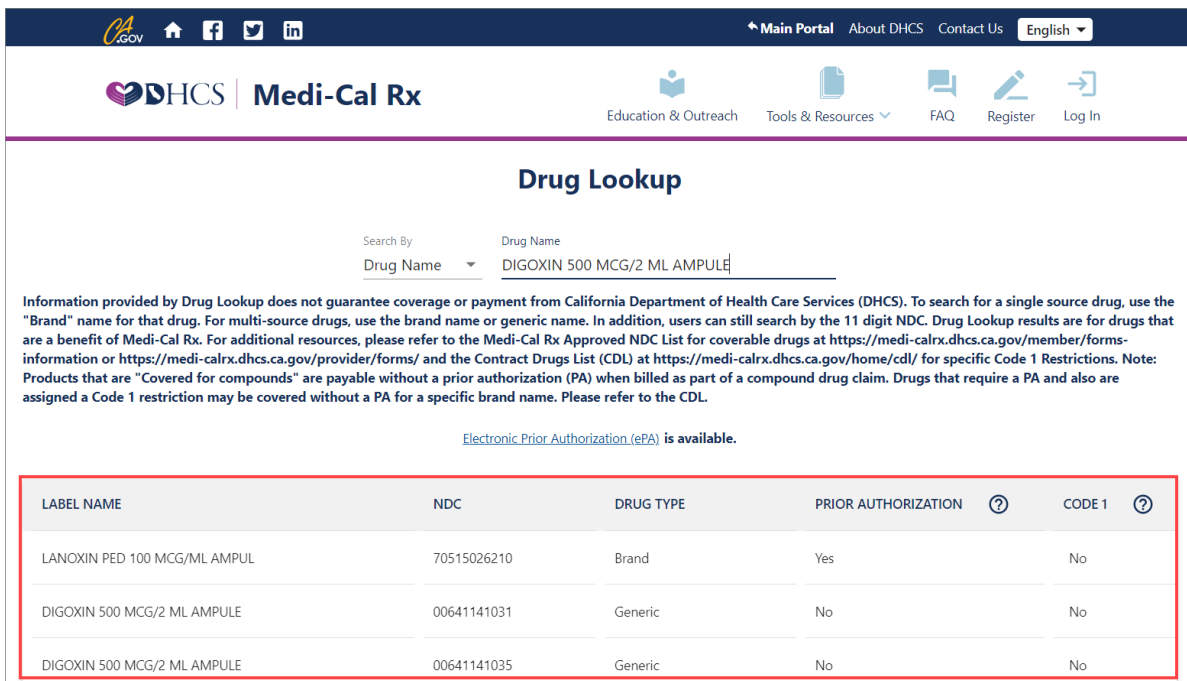 CA.GOV Main Portal About DHCS Contact Us English
DHCS Medi-Cal Rx
Education & Outreach Tools & Resources FAQ Register Log In
Drug Lookup
Search By Drug Name
Drug Name DIGOXIN 500 MCG/2 ML AMPULE
Information provided by Drug Lookup does not guarantee coverage or payment from California Department of Health Care Services (DHCS). To search for a single source drug, use the
"Brand" name for that drug. For multi-source drugs, use the brand name or generic name. In addition, users can still search by the 11 digit NDC. Drug Lookup results are for drugs that
are a benefit of Medi-Cal Rx. For additional resources, please refer to the Medi-Cal Rx Approved NDC List for coverable drugs at https://medi-calrx.dhcs.ca.gov/member/forms-
information or https://medi-calrx.dhcs.ca.gov/provider/forms/ and the Contract Drugs List (CDL) at https://medi-calrx.dhcs.ca.gov/home/cdl/ for specific Code 1 Restrictions. Note:
Products that are "Covered for compounds" are payable without a prior authorization (PA) when billed as part of a compound drug claim. Drugs that require a PA and also are
assigned a Code 1 restriction may be covered without a PA for a specific brand name. Please refer to the CDL.
Electronic Prior Authorization (ePA) is available.
LABEL NAME NDC DRUG TYPE PRIOR AUTHORIZATION ? CODE 1 ?
LANOXIN PED 100 MCG/ML AMPUL 70515026210 Brand Yes No
DIGOXIN 500 MCG/2 ML AMPULE 00641141031 Generic No No
DIGOXIN 500 MCG/2 ML AMPULE 00641141035 Generic No No